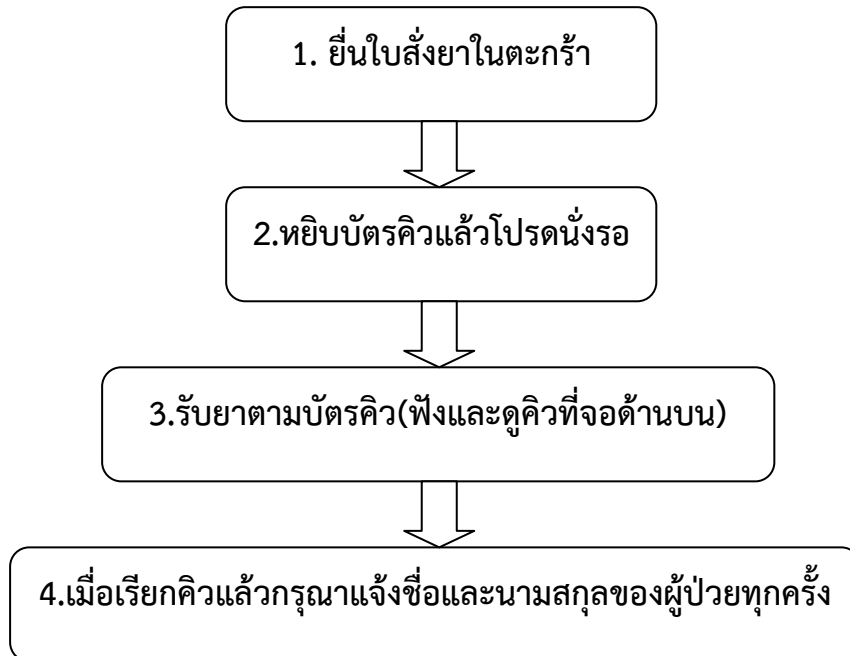 1. ยื่นใบสั่งยาในตะกร้า
2.หยิบบัตรคิวแล้วโปรดนั่งรอ
3.รับยาตามบัตรคิว(ฟังและดูคิวที่จอด้านบน)
4.เมื่อเรียกคิวแล้วกรุณาแจ้งชื่อและนามสกุลของผู้ป่วยทุกครั้ง